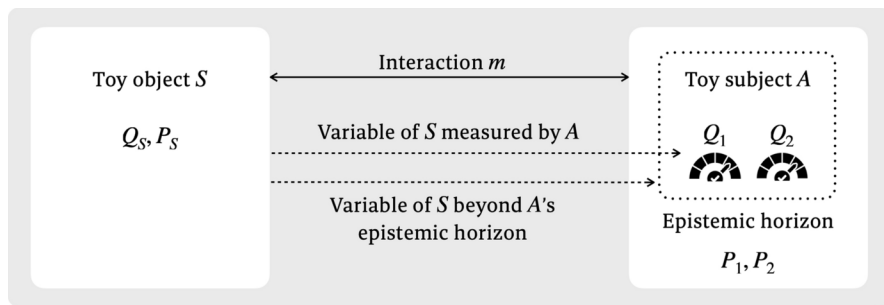 Toy object S
Q_S, P_S
Interaction m
Variable of S measured by A
Variable of S beyond A's
epistemic horizon
Toy subject A
Q_1 Q_2
Epistemic horizon
P_1, P_2